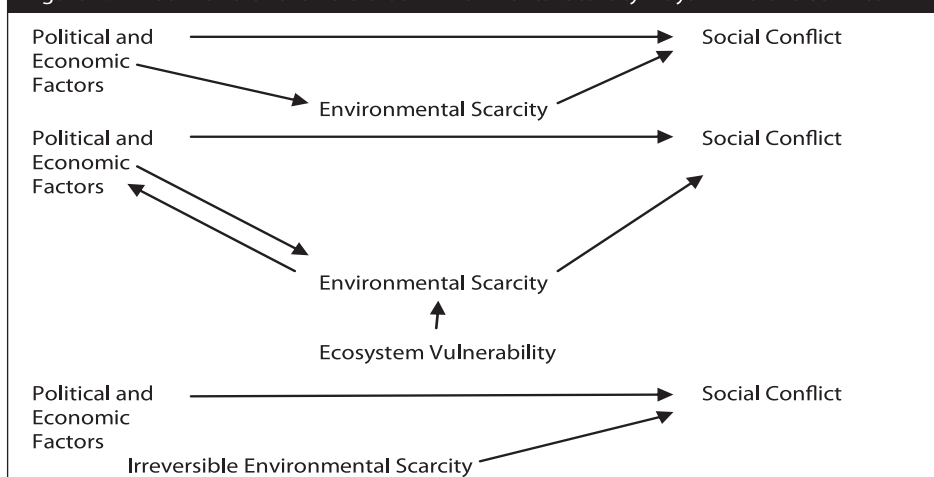 Political and
Economic
Factors
Social Conflict
Environmental Scarcity
Political and
Economic
Factors
Social Conflict
Environmental Scarcity
Ecosystem Vulnerability
Political and
Economic
Factors
Social Conflict
Irreversible Environmental Scarcity